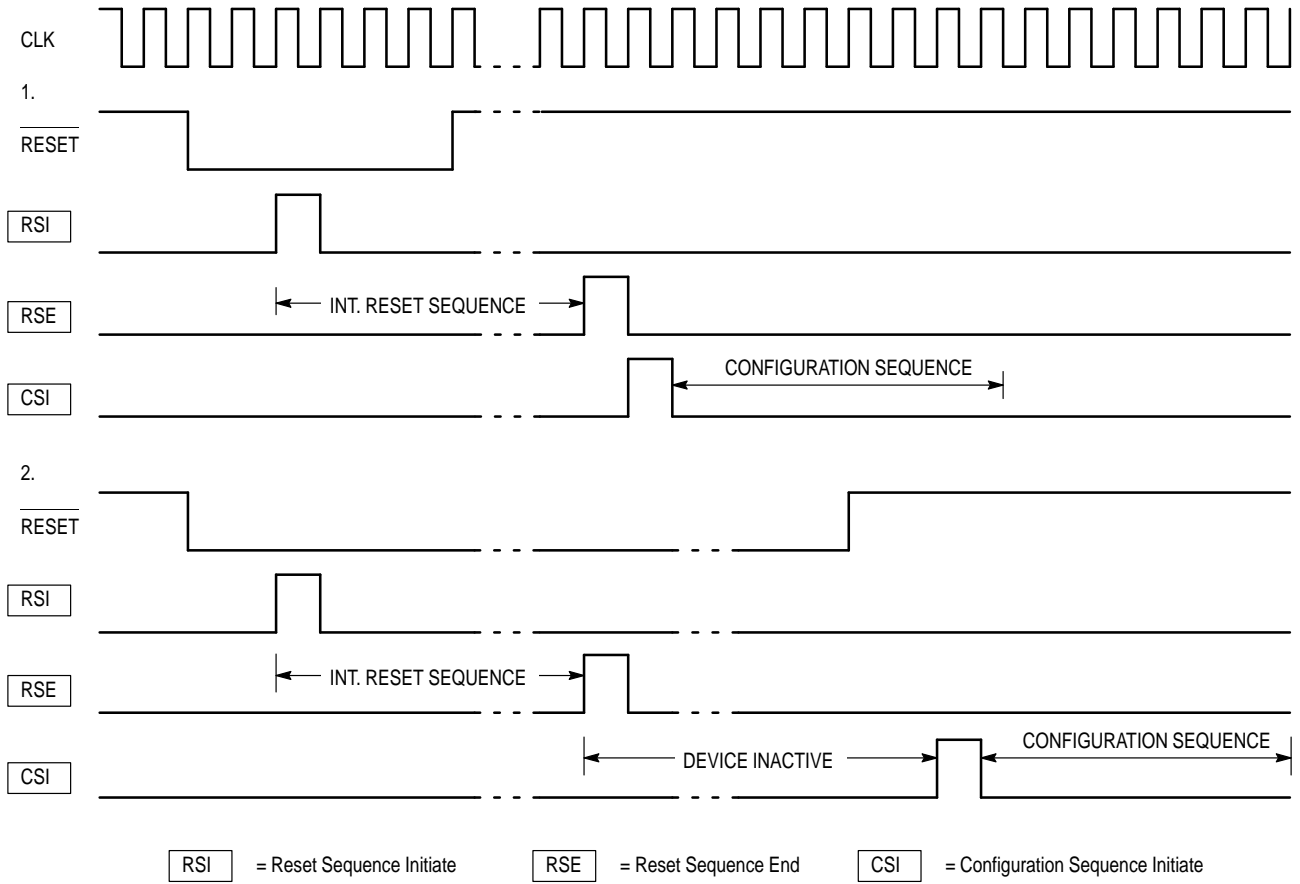 CLK
1.
RESET
RSI
INT. RESET SEQUENCE
RSE
CONFIGURATION SEQUENCE
CSI
2.
RESET
RSI
INT. RESET SEQUENCE
RSE
CONFIGURATION SEQUENCE
DEVICE INACTIVE
CSI
RSI = Reset Sequence Initiate RSE = Reset Sequence End CSI = Configuration Sequence Initiate